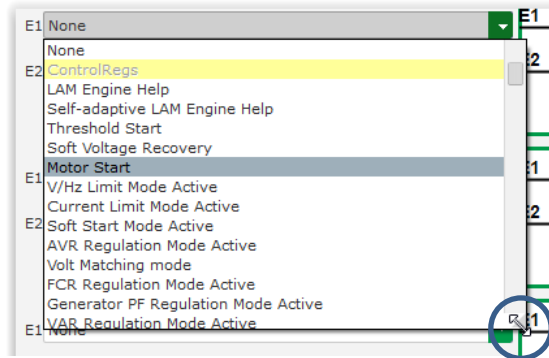 E1 None E1
None
E2 ControlRegs E2
LAM Engine Help
Self-adaptive LAM Engine Help
Threshold Start
Soft Voltage Recovery
E1 Motor Start E1
V/Hz Limit Mode Active
Current Limit Mode Active E2
E2 Soft Start Mode Active
AVR Regulation Mode Active
Volt Matching mode
FCR Regulation Mode Active
Generator PF Regulation Mode Active
VAR Regulation Mode Active E1
E1 None